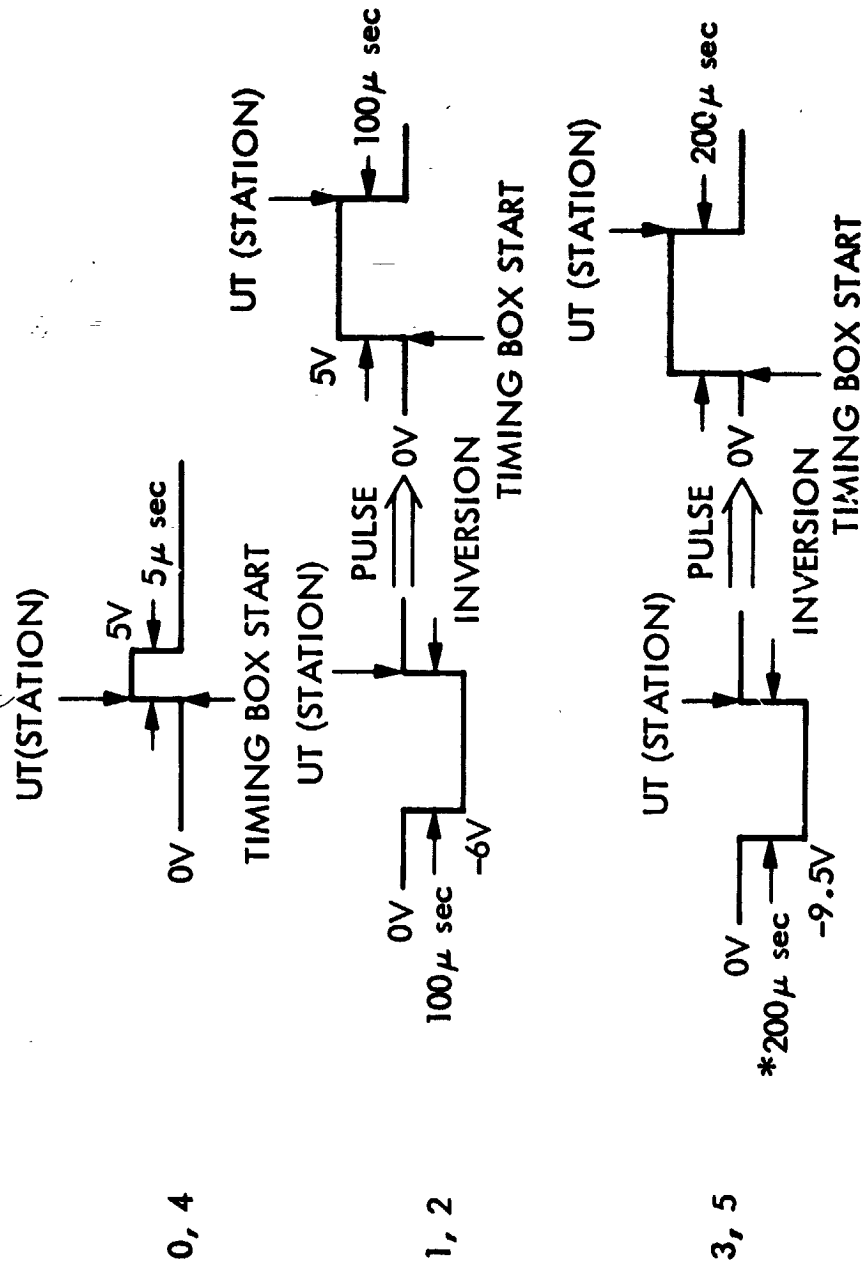 0, 4
UT(STATION)
0V
5V
5μ sec
TIMING BOX START
1, 2
UT (STATION)
0V
100μ sec
-6V
PULSE
INVERSION
UT (STATION)
5V
0V
100μ sec
TIMING BOX START
3, 5
UT (STATION)
0V
*200μ sec
-9.5V
PULSE
INVERSION
UT (STATION)
0V
200μ sec
TIMING BOX START